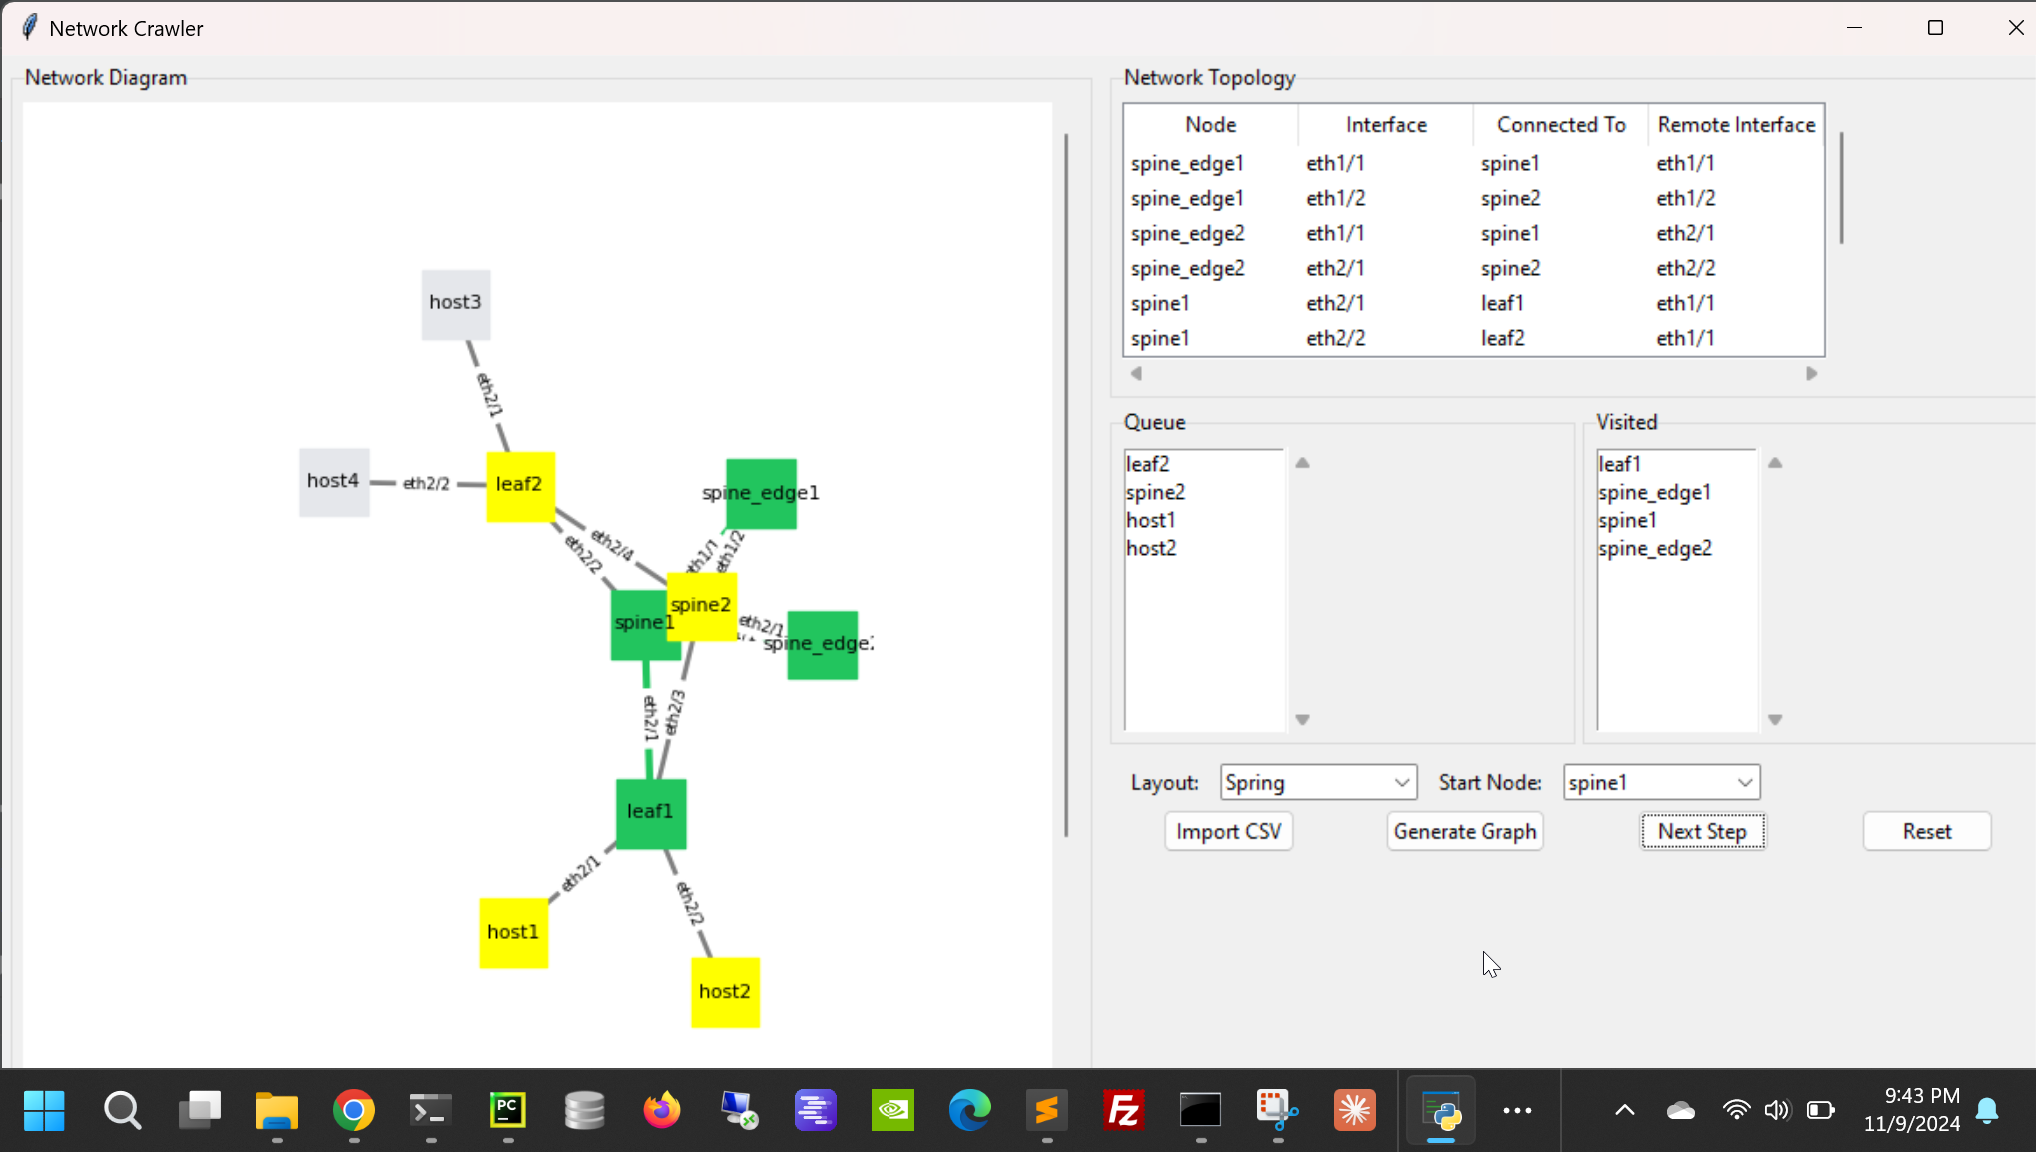 Network Crawler
Network Diagram
host3
eth2/1
host4
eth2/2
leaf2
spine_edge1
eth2/4
eth2/2
eth1/2
spine1
spine2
eth2/1
eth2/1
eth2/3
leaf1
eth2/1
eth2/2
host1
host2
Network Topology
Node Interface Connected To Remote Interface
spine_edge1 eth1/1 spine1 eth1/1
spine_edge1 eth1/2 spine2 eth1/2
spine_edge2 eth1/1 spine1 eth2/1
spine_edge2 eth2/1 spine2 eth2/2
spine1 eth2/1 leaf1 eth1/1
spine1 eth2/2 leaf2 eth1/1
Queue
leaf2
spine2
host1
host2
Visited
leaf1
spine_edge1
spine1
spine_edge2
Layout: Spring Start Node: spine1
Import CSV Generate Graph Next Step Reset
PC
Fz
9:43 PM
11/9/2024